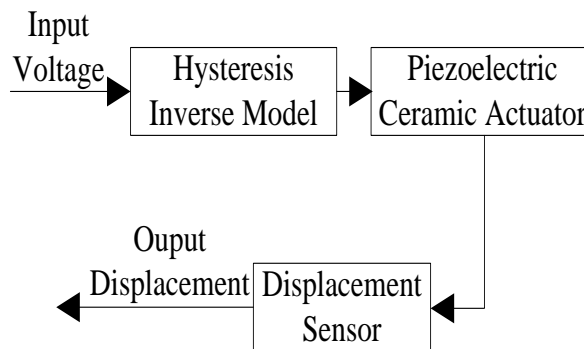 Input
Voltage
Hysteresis
Inverse Model
Piezoelectric
Ceramic Actuator
Ouput
Displacement
Displacement
Sensor